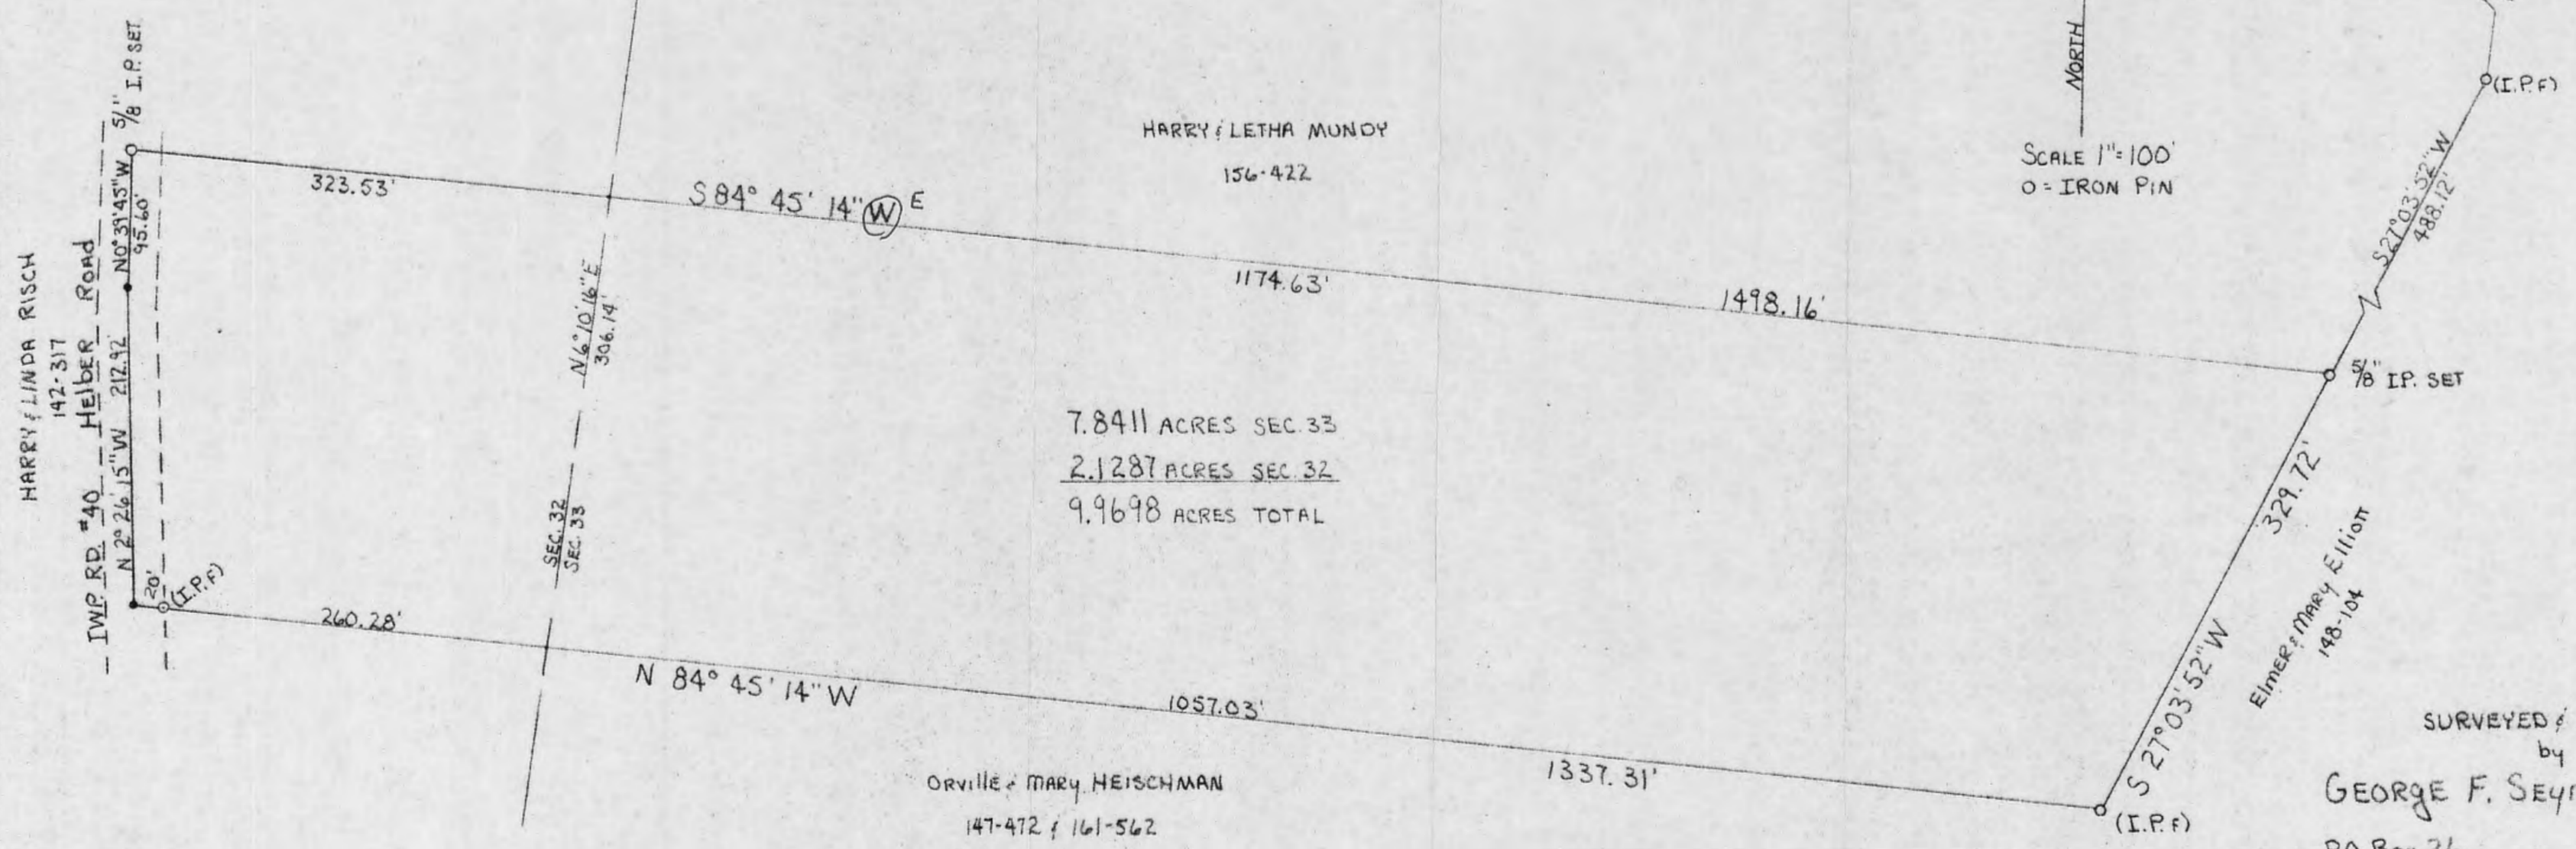 HARRY & LINDA RISCH
142-317
TWP. RD. #40 Helber Road
5/8" I.P. SET
N0° 39' 45" W
95.60'
N 2° 26' 15" W 212.92'
20'
(I.P.F)
323.53'
S 84° 45' 14" W E
N 6° 10' 16" E
306.14'
SEC. 32
SEC. 33
HARRY & LETHA MUNDY
156-422
1174.63'
1498.16'
NORTH
SCALE 1"=100'
O = IRON PIN
(I.P.F)
S 27° 03' 52" W
488.12'
5/8" I.P. SET
7.8411 ACRES SEC. 33
2.1287 ACRES SEC. 32
9.9698 ACRES TOTAL
329.72'
S 27° 03' 52" W
Elmer & Mary Elliott
148-104
260.28'
N 84° 45' 14" W
1057.03'
1337.31'
(I.P.F)
ORVIllE & MARY HEISCHMAN
147-472 & 161-562
SURVEYED &
by
GEORGE F. SEY
P.O. Box 26